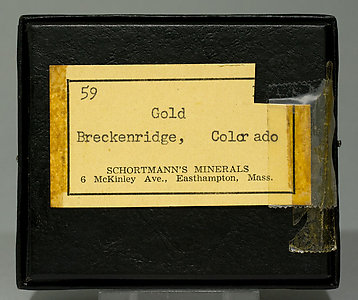 59
Gold
Breckenridge, Colorado
SCHORTMANN'S MINERALS
6 McKinley Ave., Easthampton, Mass.